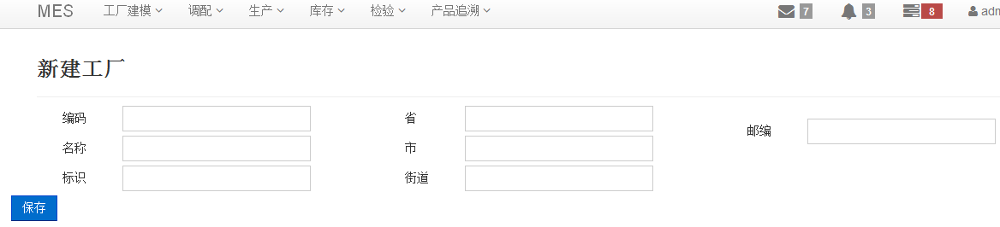 MES 工厂建模 调配 生产 库存 检验 产品追溯 7 3 8 adm
新建工厂
编码 省 邮编
名称 市
标识 街道
保存